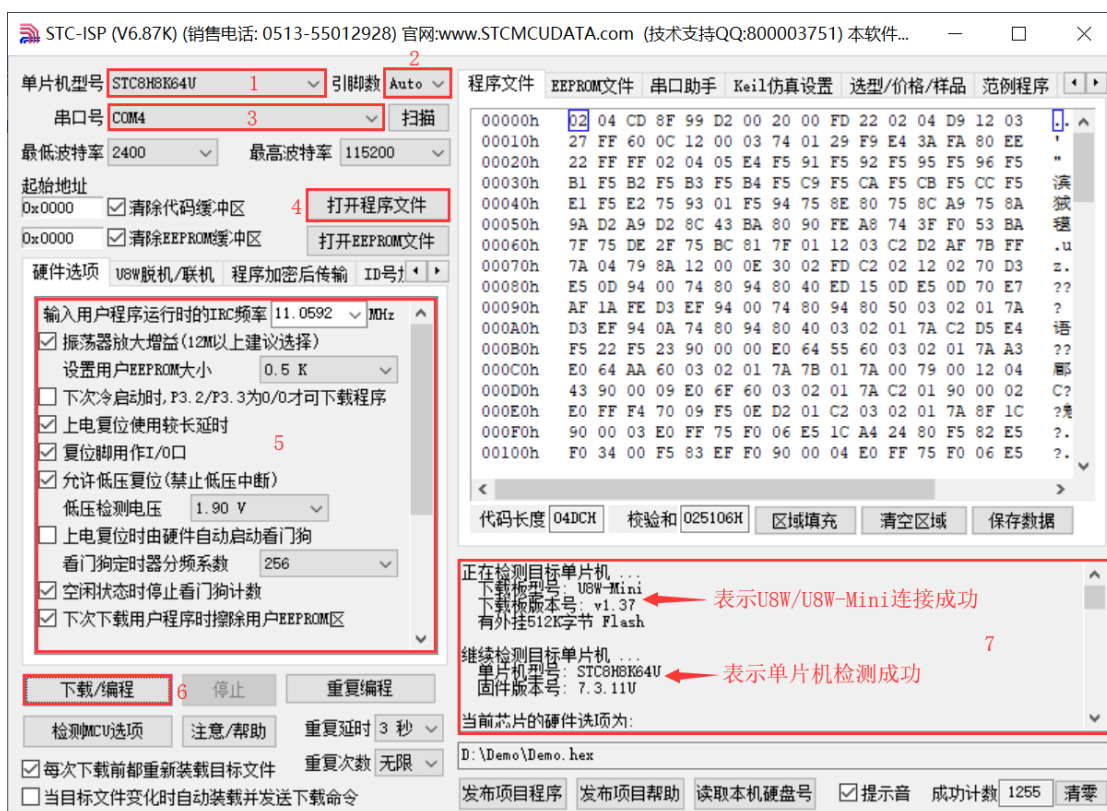 STC-ISP (V6.87K) (销售电话: 0513-55012928) 官网:www.STCMCUDATA.com (技术支持QQ:800003751) 本软件...
2
单片机型号 STC8H8K64U 1 引脚数 Auto
串口号 COM4 3 扫描
最低波特率 2400 最高波特率 115200
起始地址
0x0000 清除代码缓冲区 4 打开程序文件
0x0000 清除EEPROM缓冲区 打开EEPROM文件
硬件选项 U8W脱机/联机 程序加密后传输 ID号
输入用户程序运行时的IRC频率 11.0592 MHz
振荡器放大增益(12M以上建议选择)
设置用户EEPROM大小 0.5 K
下次冷启动时,P3.2/P3.3为0/0才可下载程序
上电复位使用较长延时
复位脚用作I/O口
5
允许低压复位(禁止低压中断)
低压检测电压 1.90 V
上电复位时由硬件自动启动看门狗
看门狗定时器分频系数 256
空闲状态时停止看门狗计数
下次下载用户程序时擦除用户EEPROM区
下载/编程 6 停止 重复编程
检测MCU选项 注意/帮助 重复延时 3 秒
重复次数 无限
每次下载前都重新装载目标文件
当目标文件变化时自动装载并发送下载命令
程序文件 EEPROM文件 串口助手 Keil仿真设置 选型/价格/样品 范例程序
00000h 02 04 CD 8F 99 D2 00 20 00 FD 22 02 04 D9 12 03 ..
00010h 27 FF 60 0C 12 00 03 74 01 29 F9 E4 3A FA 80 EE '
00020h 22 FF FF 02 04 05 E4 F5 91 F5 92 F5 95 F5 96 F5 "
00030h B1 F5 B2 F5 B3 F5 B4 F5 C9 F5 CA F5 CB F5 CC F5 滨
00040h E1 F5 E2 75 93 01 F5 94 75 8E 80 75 8C A9 75 8A
00050h 9A D2 A9 D2 8C 43 BA 80 90 FE A8 74 3F F0 53 BA
00060h 7F 75 DE 2F 75 BC 81 7F 01 12 03 C2 D2 AF 7B FF .u
00070h 7A 04 79 8A 12 00 0E 30 02 FD C2 02 12 02 70 D3 z.
00080h E5 0D 94 00 74 80 94 80 40 ED 15 0D E5 0D 70 E7 ??
00090h AF 1A FE D3 EF 94 00 74 80 94 80 50 03 02 01 7A ?
000A0h D3 EF 94 0A 74 80 94 80 40 03 02 01 7A C2 D5 E4 语
000B0h F5 22 F5 23 90 00 00 E0 64 55 60 03 02 01 7A A3 ??
000C0h E0 64 AA 60 03 02 01 7A 7B 01 7A 00 79 00 12 04 郿
000D0h 43 90 00 09 E0 6F 60 03 02 01 7A C2 01 90 00 02 C?
000E0h E0 FF F4 70 09 F5 0E D2 01 C2 03 02 01 7A 8F 1C
000F0h 90 00 03 E0 FF 75 F0 06 E5 1C A4 24 80 F5 82 E5 ?.
00100h F0 34 00 F5 83 EF F0 90 00 04 E0 FF 75 F0 06 E5 ?.
代码长度 04DCH 校验和 025106H 区域填充 清空区域 保存数据
正在检测目标单片机 ...
下载板型号: U8W-Mini
下载板版本号: v1.37
表示U8W/U8W-Mini连接成功
有外挂512K字节 Flash
7
继续检测目标单片机 ...
单片机型号: STC8H8K64U
表示单片机检测成功
固件版本号: 7.3.11U
当前芯片的硬件选项为:
D:\Demo\Demo.hex
发布项目程序 发布项目帮助 读取本机硬盘号 提示音 成功计数 1255 清零